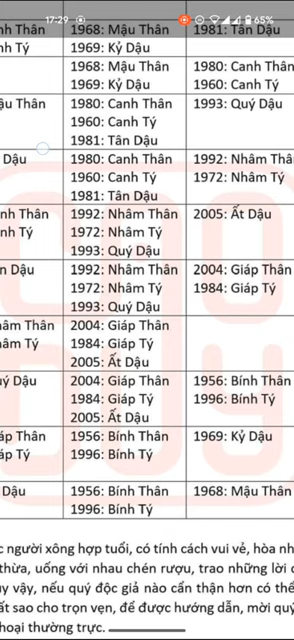 17:29
65%
nh Thân 1968: Mậu Thân 1981: Tân Dậu
nh Tý 1969: Kỷ Dậu
1968: Mậu Thân 1980: Canh Thân
1969: Kỷ Dậu 1960: Canh Tý
ậu Thân 1980: Canh Thân 1993: Quý Dậu
1960: Canh Tý
1981: Tân Dậu
Dậu 1980: Canh Thân 1992: Nhâm Thâ
1960: Canh Tý 1972: Nhâm Tý
1981: Tân Dậu
nh Thân 1992: Nhâm Thân 2005: Ất Dậu
nh Tý 1972: Nhâm Tý
1993: Quý Dậu
n Dậu 1992: Nhâm Thân 2004: Giáp Thân
1972: Nhâm Tý 1984: Giáp Tý
1993: Quý Dậu
âm Thân 2004: Giáp Thân
âm Tý 1984: Giáp Tý
2005: Ất Dậu
uý Dậu 2004: Giáp Thân 1956: Bính Thân
1984: Giáp Tý 1996: Bính Tý
2005: Ất Dậu
áp Thân 1956: Bính Thân 1969: Kỷ Dậu
áp Tý 1996: Bính Tý
Dậu 1956: Bính Thân 1968: Mậu Thân
1996: Bính Tý
c người xông hợp tuổi, có tính cách vui vẻ, hòa nh
thừa, uống với nhau chén rượu, trao những lời c
uy vậy, nếu quý độc giả nào cẩn thận hơn có thể
ất sao cho trọn vẹn, để được hướng dẫn, mời quý
hoại thường trực.